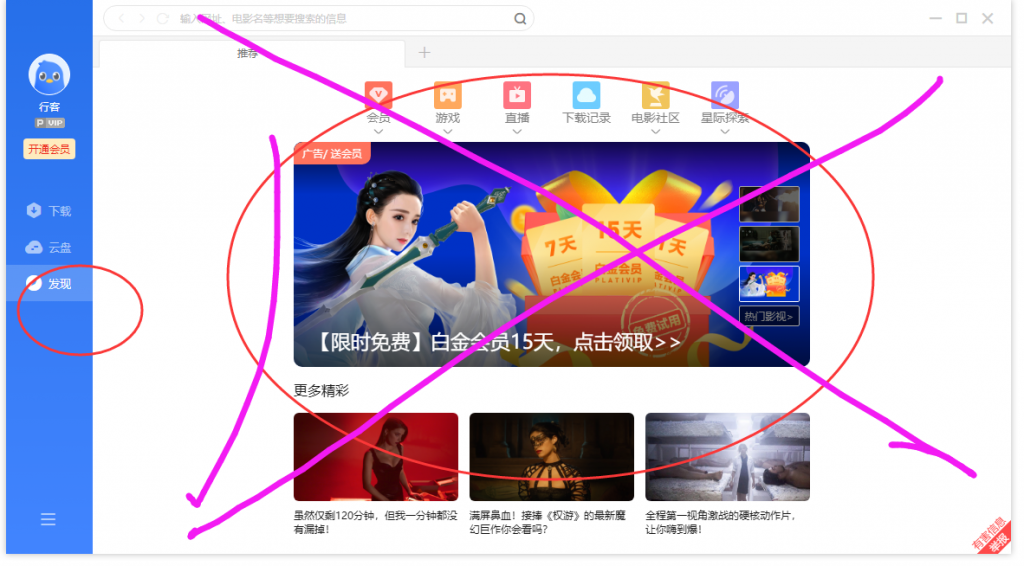 输入网址、电影名等想要搜索的信息
推荐
行客
P VIP
开通会员
下载
云盘
发现
会员
游戏
直播
下载记录
电影社区
星际探索
广告/ 送会员
7天
15天
7天
白金会员
PLATIVIP
免费试用
热门影视>
【限时免费】白金会员15天，点击领取>>
更多精彩
虽然仅剩120分钟，但我一分钟都没
有漏掉！
满屏鼻血！接捧《权游》的最新魔
幻巨作你会看吗？
全程第一视角激战的硬核动作片，
让你嗨到爆！
有害信息
举报